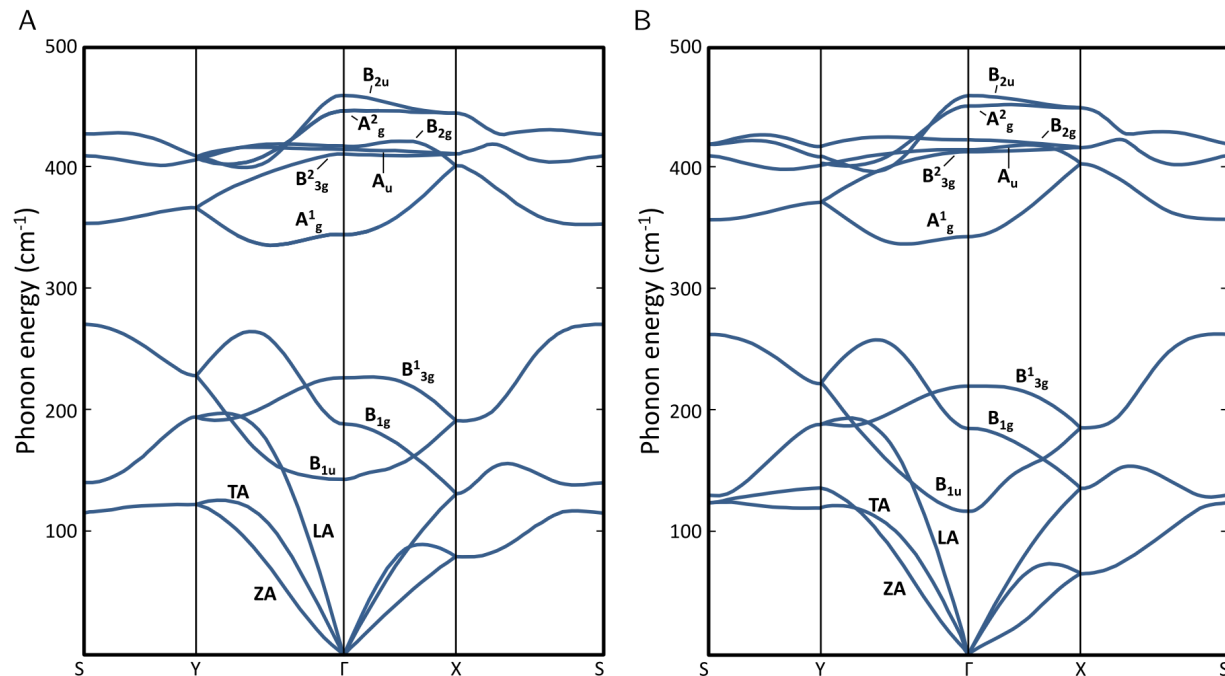 A
Phonon energy (cm⁻¹)
500
400
300
200
100
B₂ᵤ
A²g
B₂g
B²₃g
Aᵤ
A¹g
B¹₃g
B₁g
B₁ᵤ
TA
LA
ZA
S Y Γ X S
B
Phonon energy (cm⁻¹)
500
400
300
200
100
B₂ᵤ
A²g
B₂g
B²₃g
Aᵤ
A¹g
B¹₃g
B₁g
B₁ᵤ
TA
LA
ZA
S Y Γ X S